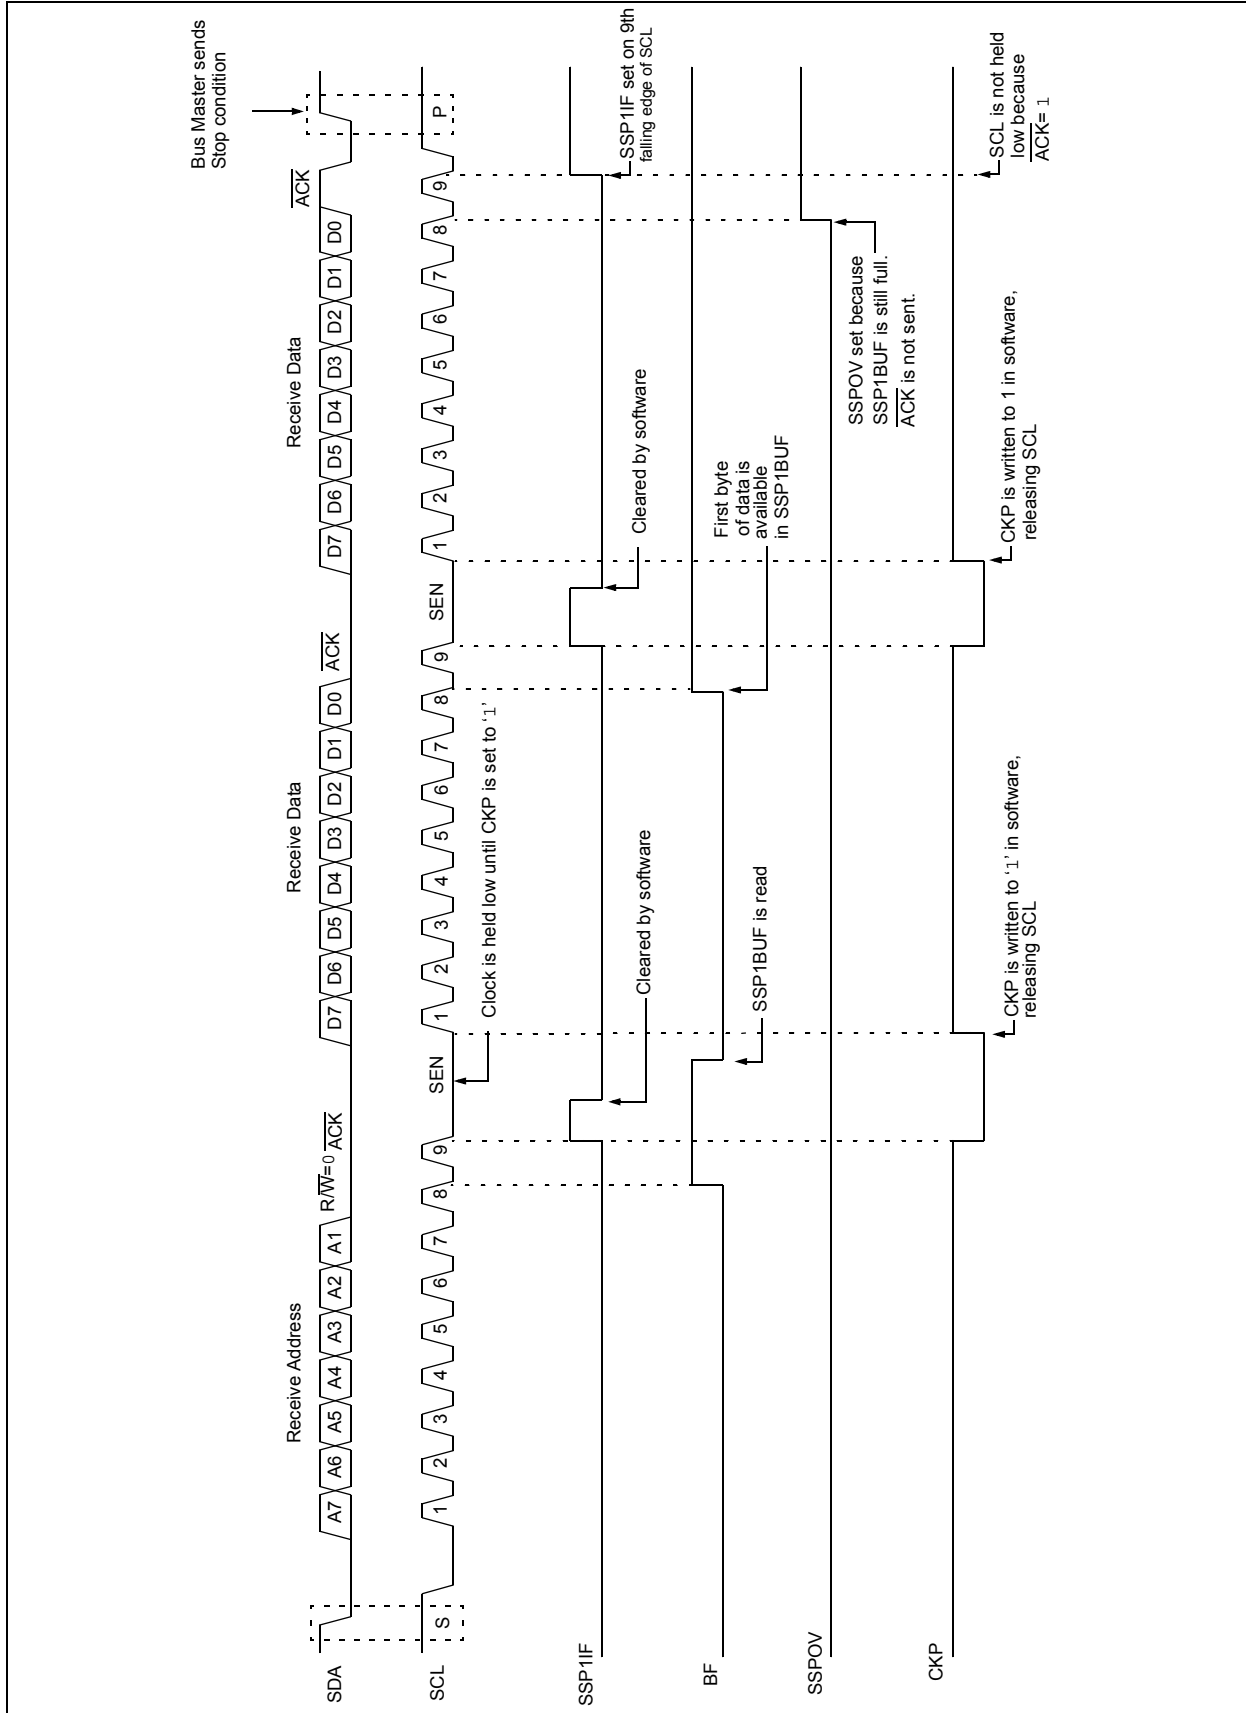 Bus Master sends
Stop condition
Receive Address
Receive Data
Receive Data
SDA
A7 A6 A5 A4 A3 A2 A1 R/W=0 ACK D7 D6 D5 D4 D3 D2 D1 D0 ACK D7 D6 D5 D4 D3 D2 D1 D0 ACK
SCL
S 1 2 3 4 5 6 7 8 9 SEN 1 2 3 4 5 6 7 8 9 SEN 1 2 3 4 5 6 7 8 9 P
Clock is held low until CKP is set to ‘1’
SSP1IF
Cleared by software
Cleared by software
SSP1IF set on 9th
falling edge of SCL
BF
SSP1BUF is read
First byte
of data is
available
in SSP1BUF
SSPOV
SSPOV set because
SSP1BUF is still full.
ACK is not sent.
CKP
CKP is written to ‘1’ in software,
releasing SCL
CKP is written to 1 in software,
releasing SCL
SCL is not held
low because
ACK= 1